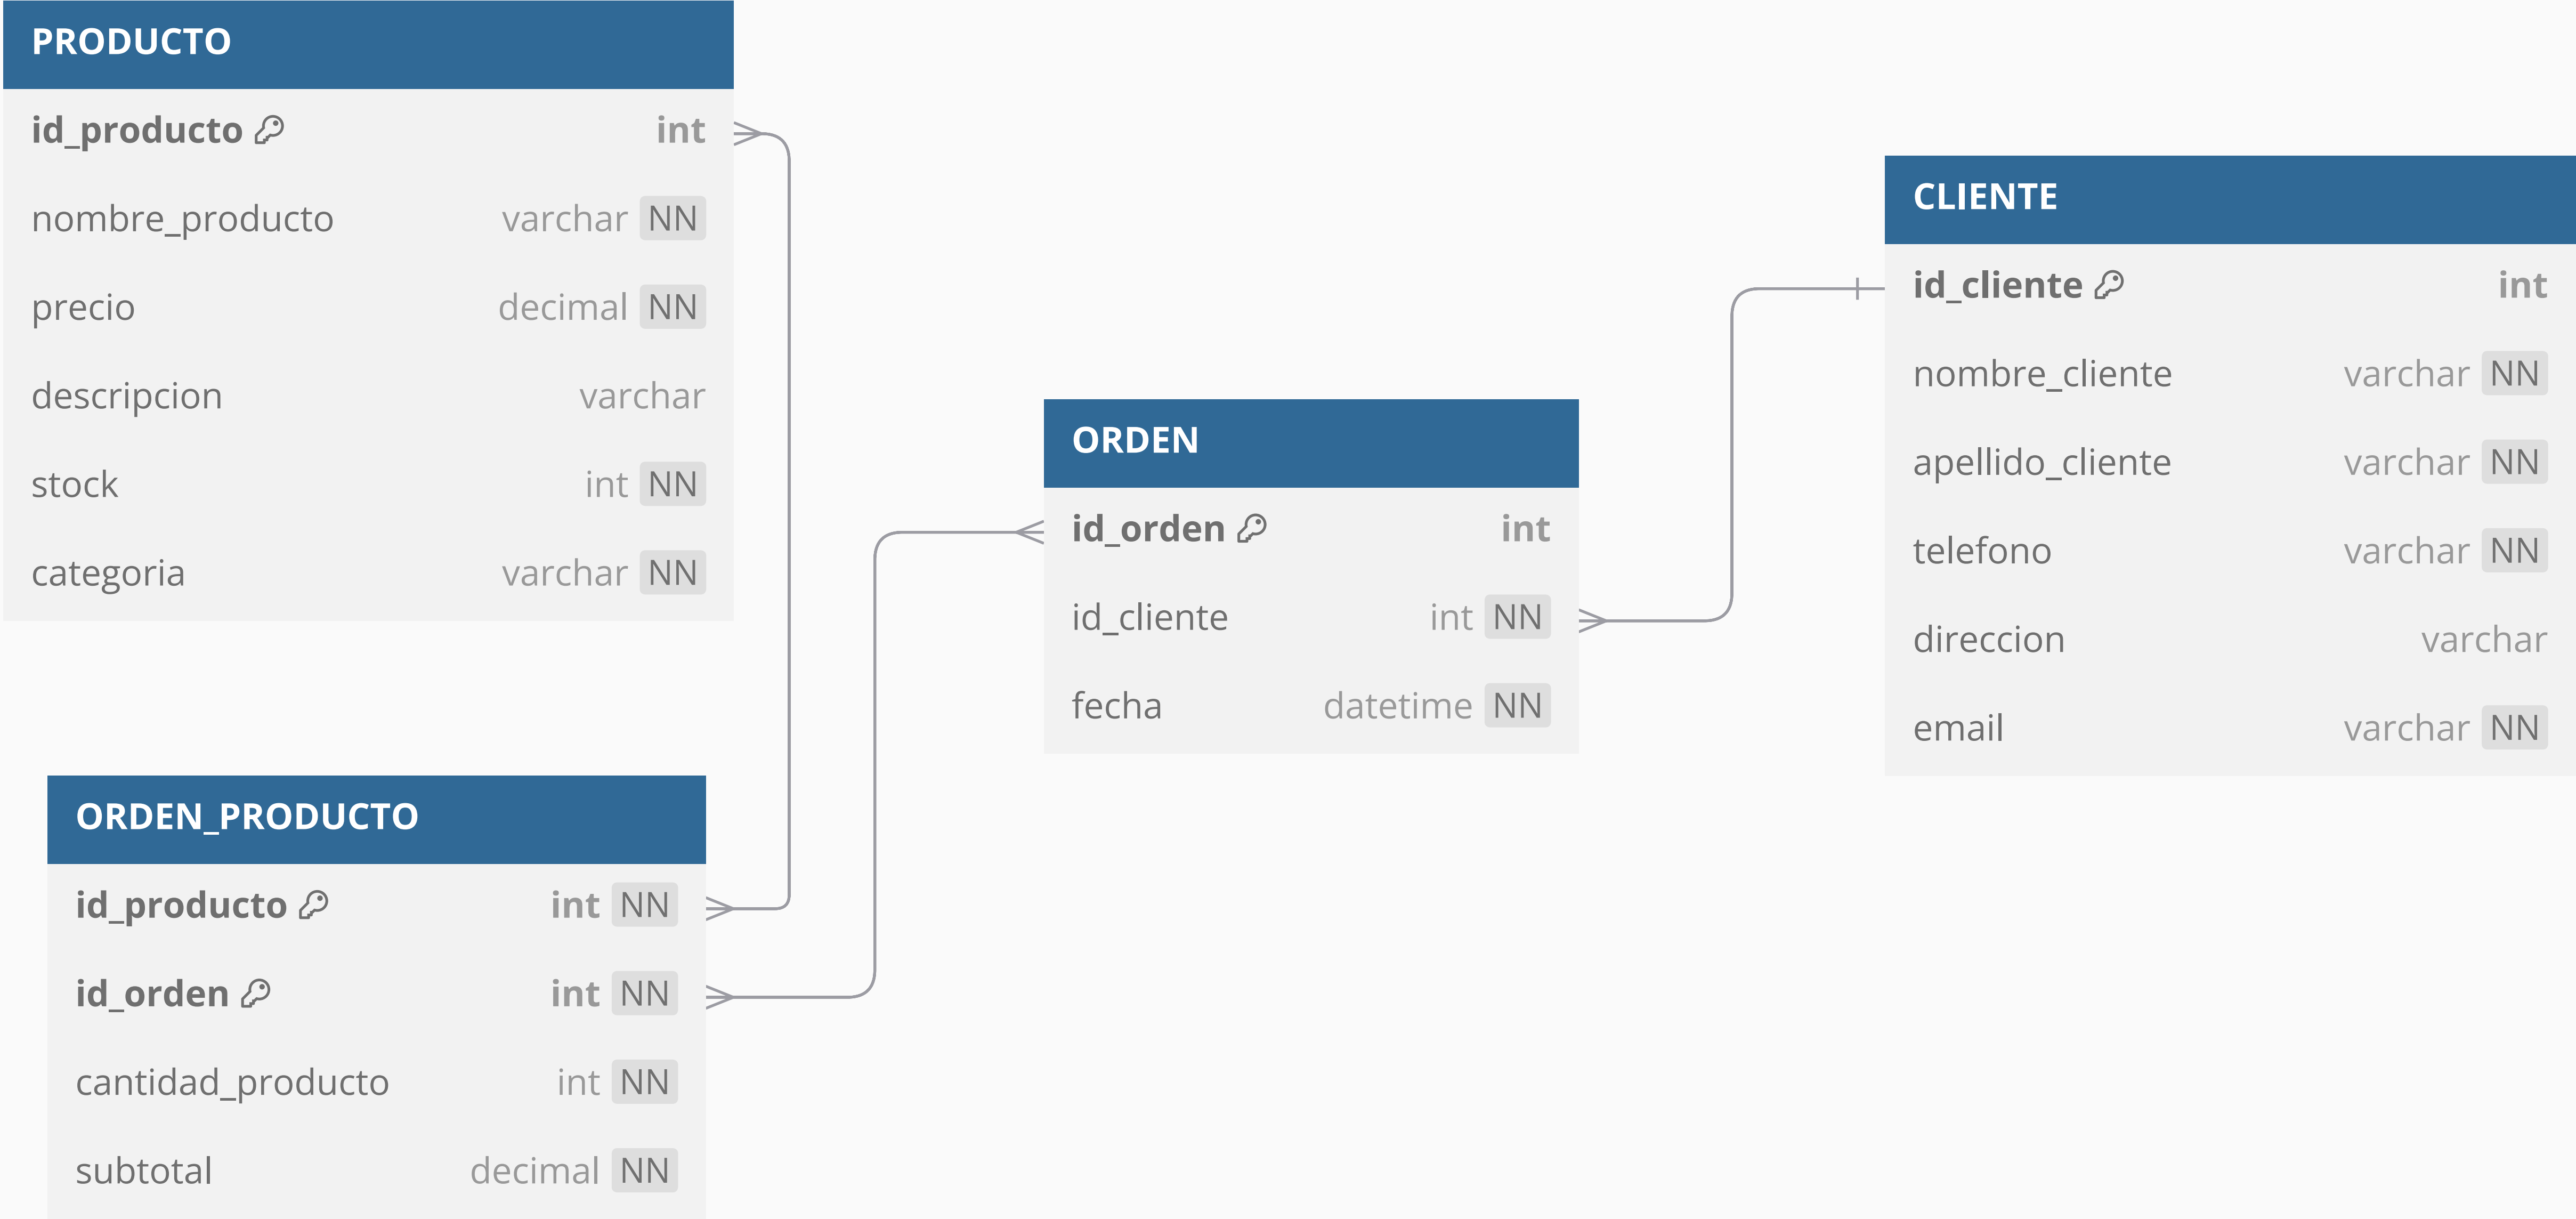 PRODUCTO
id_producto int
nombre_producto varchar NN
precio decimal NN
descripcion varchar
stock int NN
categoria varchar NN
ORDEN_PRODUCTO
id_producto int NN
id_orden int NN
cantidad_producto int NN
subtotal decimal NN
ORDEN
id_orden int
id_cliente int NN
fecha datetime NN
CLIENTE
id_cliente int
nombre_cliente varchar NN
apellido_cliente varchar NN
telefono varchar NN
direccion varchar
email varchar NN